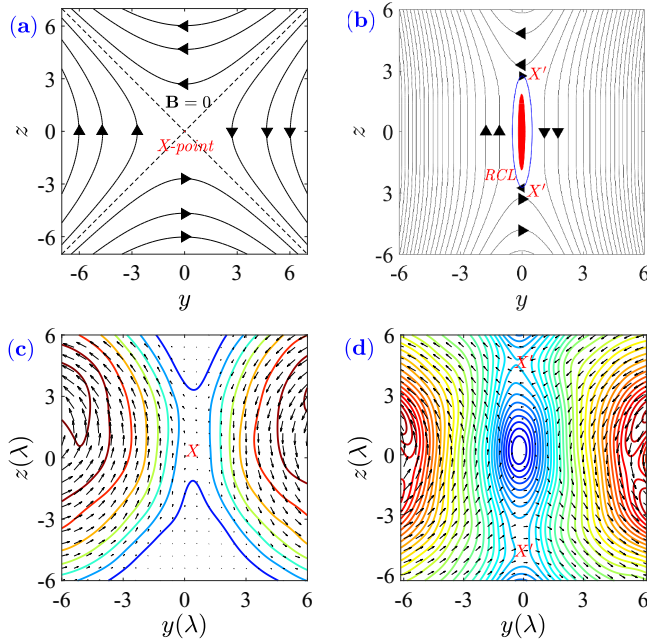 (a)
6
3
0
-3
-6
z
B = 0
X-point
-6 -3 0 3 6
y
(b)
6
3
0
-3
-6
z
X′
RCL
X′
-6 -3 0 3 6
y
(c)
6
3
0
-3
-6
z(λ)
X
-6 -3 0 3 6
y(λ)
(d)
6
3
0
-3
-6
z(λ)
X
X
-6 -3 0 3 6
y(λ)